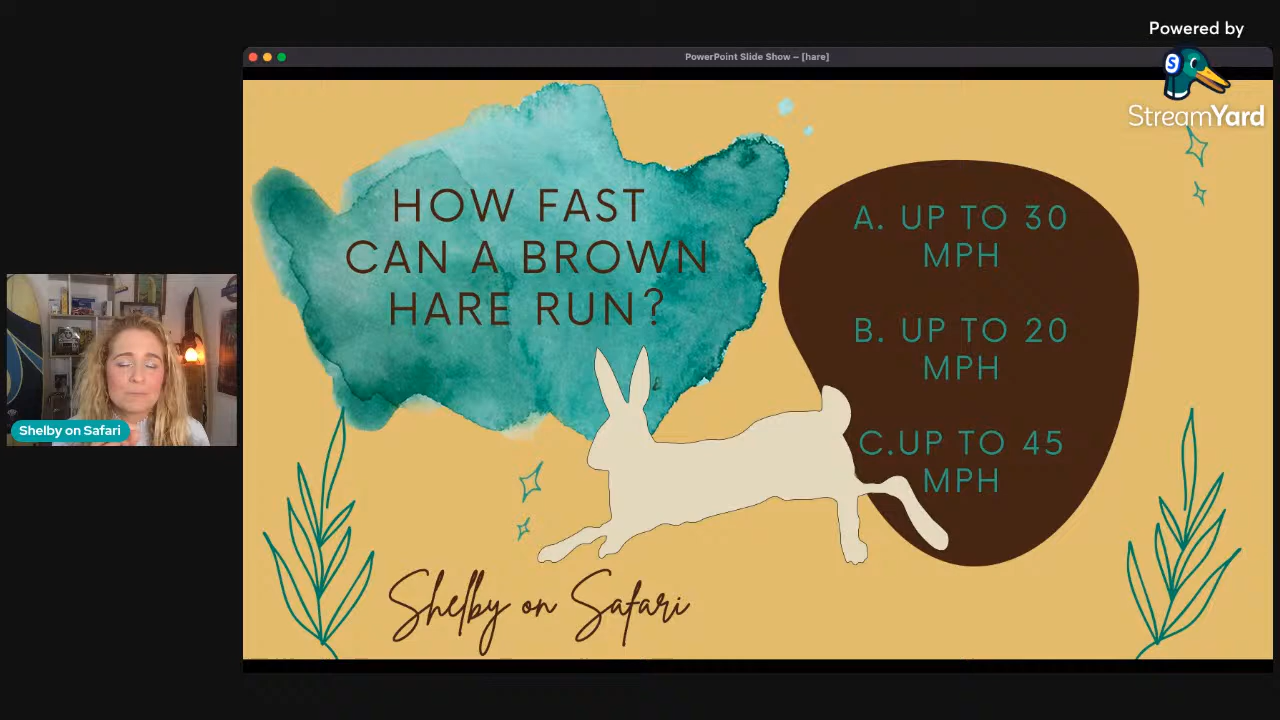 Powered by
PowerPoint Slide Show – [hare]
S
StreamYard
HOW FAST
CAN A BROWN
HARE RUN?
A. UP TO 30
MPH
B. UP TO 20
MPH
C.UP TO 45
MPH
Shelby on Safari
Shelby on Safari